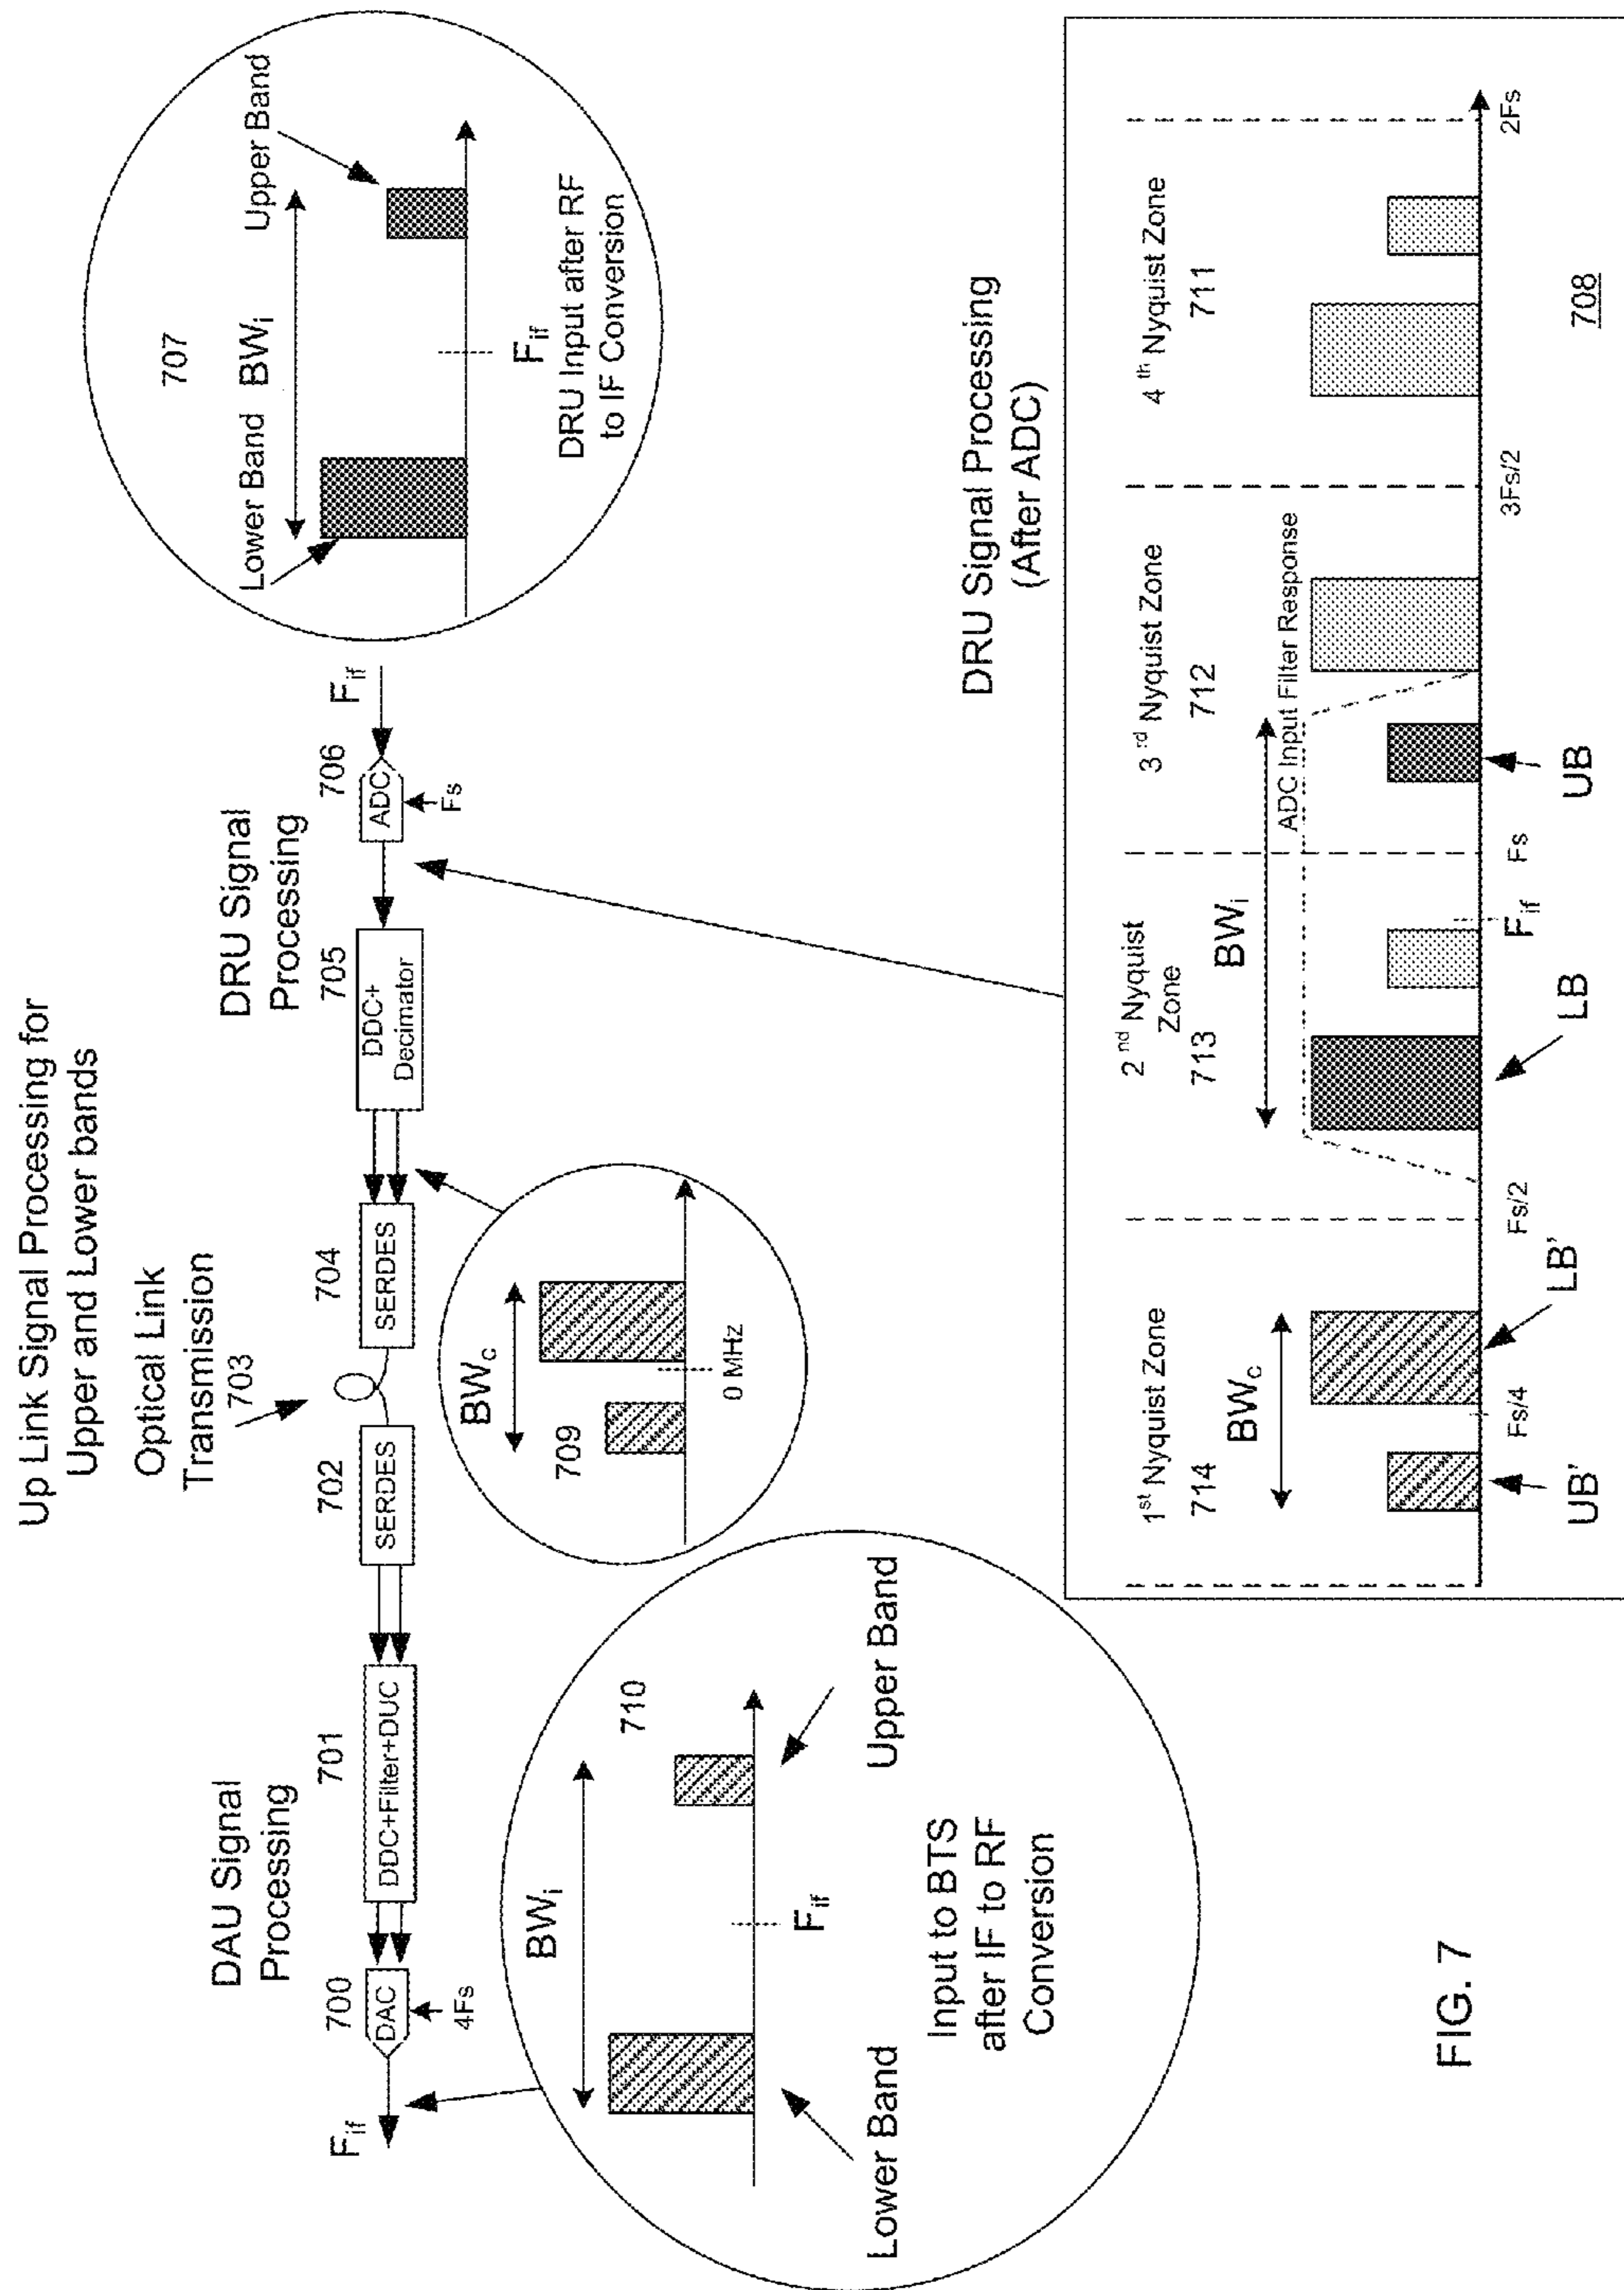 Up Link Signal Processing for
Upper and Lower bands
DAU Signal
Processing
Optical Link
Transmission
703
DRU Signal
Processing
F_if
700
DAC
4Fs
701
DDC+Filter+DUC
702
SERDES
704
SERDES
705
DDC+
Decimator
706
ADC
Fs
F_if
707
Lower Band
BW_i
Upper Band
F_if
DRU Input after RF
to IF Conversion
BW_c
709
0 MHz
710
BW_i
F_if
Lower Band
Upper Band
Input to BTS
after IF to RF
Conversion
DRU Signal Processing
(After ADC)
1st Nyquist Zone
714
BW_c
2nd Nyquist
Zone
713
BW_i
3rd Nyquist Zone
712
ADC Input Filter Response
4th Nyquist Zone
711
Fs/4
Fs/2
F_if
Fs
3Fs/2
2Fs
UB'
LB'
LB
UB
708
FIG. 7